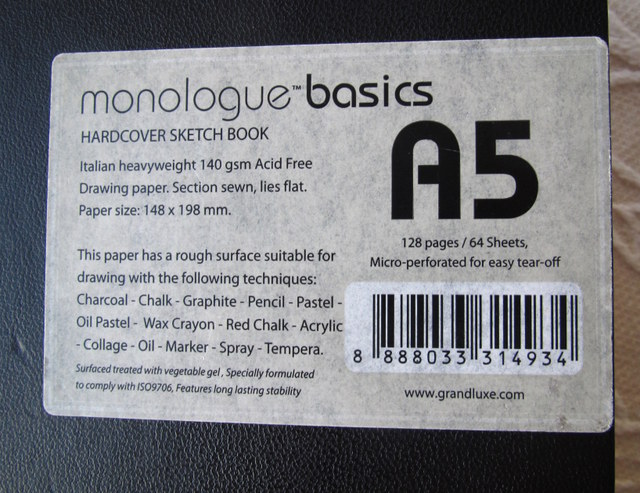 monologue™ basics
HARDCOVER SKETCH BOOK
Italian heavyweight 140 gsm Acid Free
Drawing paper. Section sewn, lies flat.
Paper size: 148 x 198 mm.
A5
128 pages / 64 Sheets,
Micro-perforated for easy tear-off
This paper has a rough surface suitable for
drawing with the following techniques:
Charcoal - Chalk - Graphite - Pencil - Pastel -
Oil Pastel - Wax Crayon - Red Chalk - Acrylic
- Collage - Oil - Marker - Spray - Tempera.
Surfaced treated with vegetable gel , Specially formulated
to comply with ISO9706, Features long lasting stability
8 888033 314934
www.grandluxe.com